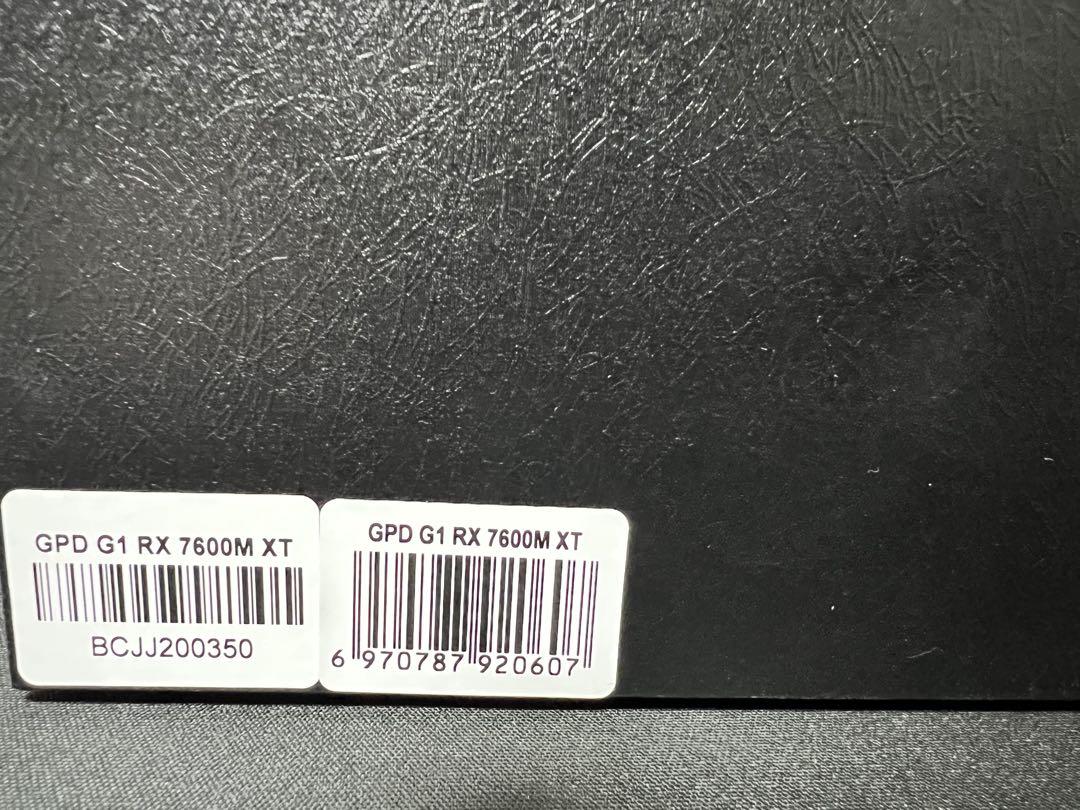 GPD G1 RX 7600M XT
BCJJ200350
GPD G1 RX 7600M XT
6 970787 920607